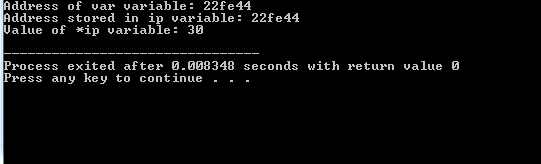 Address of var variable: 22fe44
Address stored in ip variable: 22fe44
Value of *ip variable: 30
--------------------------------
Process exited after 0.008348 seconds with return value 0
Press any key to continue . . .